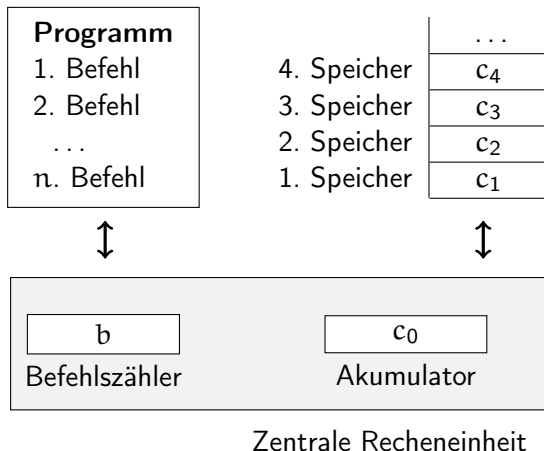 Programm
1. Befehl
2. Befehl
...
n. Befehl
...
4. Speicher c₄
3. Speicher c₃
2. Speicher c₂
1. Speicher c₁
b
Befehlszähler
c₀
Akumulator
Zentrale Recheneinheit